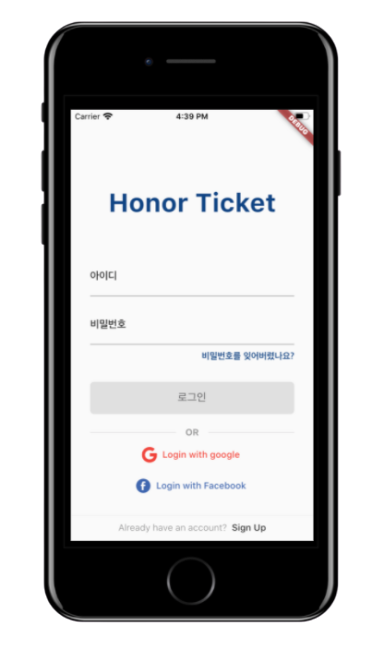 Carrier 4:39 PM
DEBUG
Honor Ticket
아이디
비밀번호
비밀번호를 잊어버렸나요?
로그인
OR
Login with google
Login with Facebook
Already have an account? Sign Up